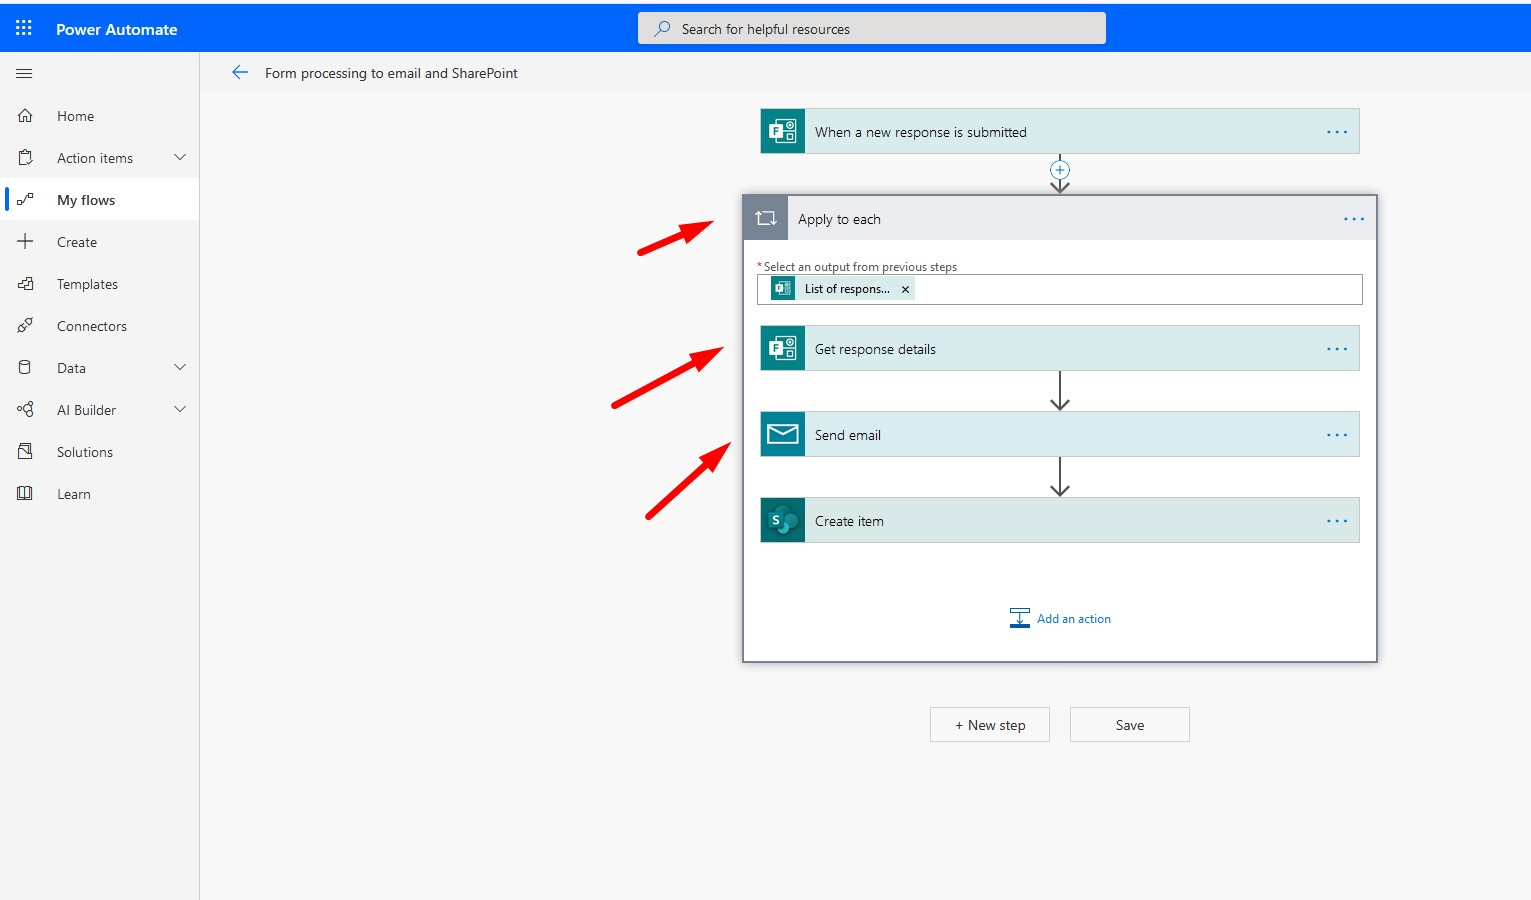 Power Automate
Search for helpful resources
Form processing to email and SharePoint
Home
Action items
My flows
Create
Templates
Connectors
Data
AI Builder
Solutions
Learn
When a new response is submitted
Apply to each
* Select an output from previous steps
List of respons... ×
Get response details
Send email
S Create item
Add an action
+ New step
Save